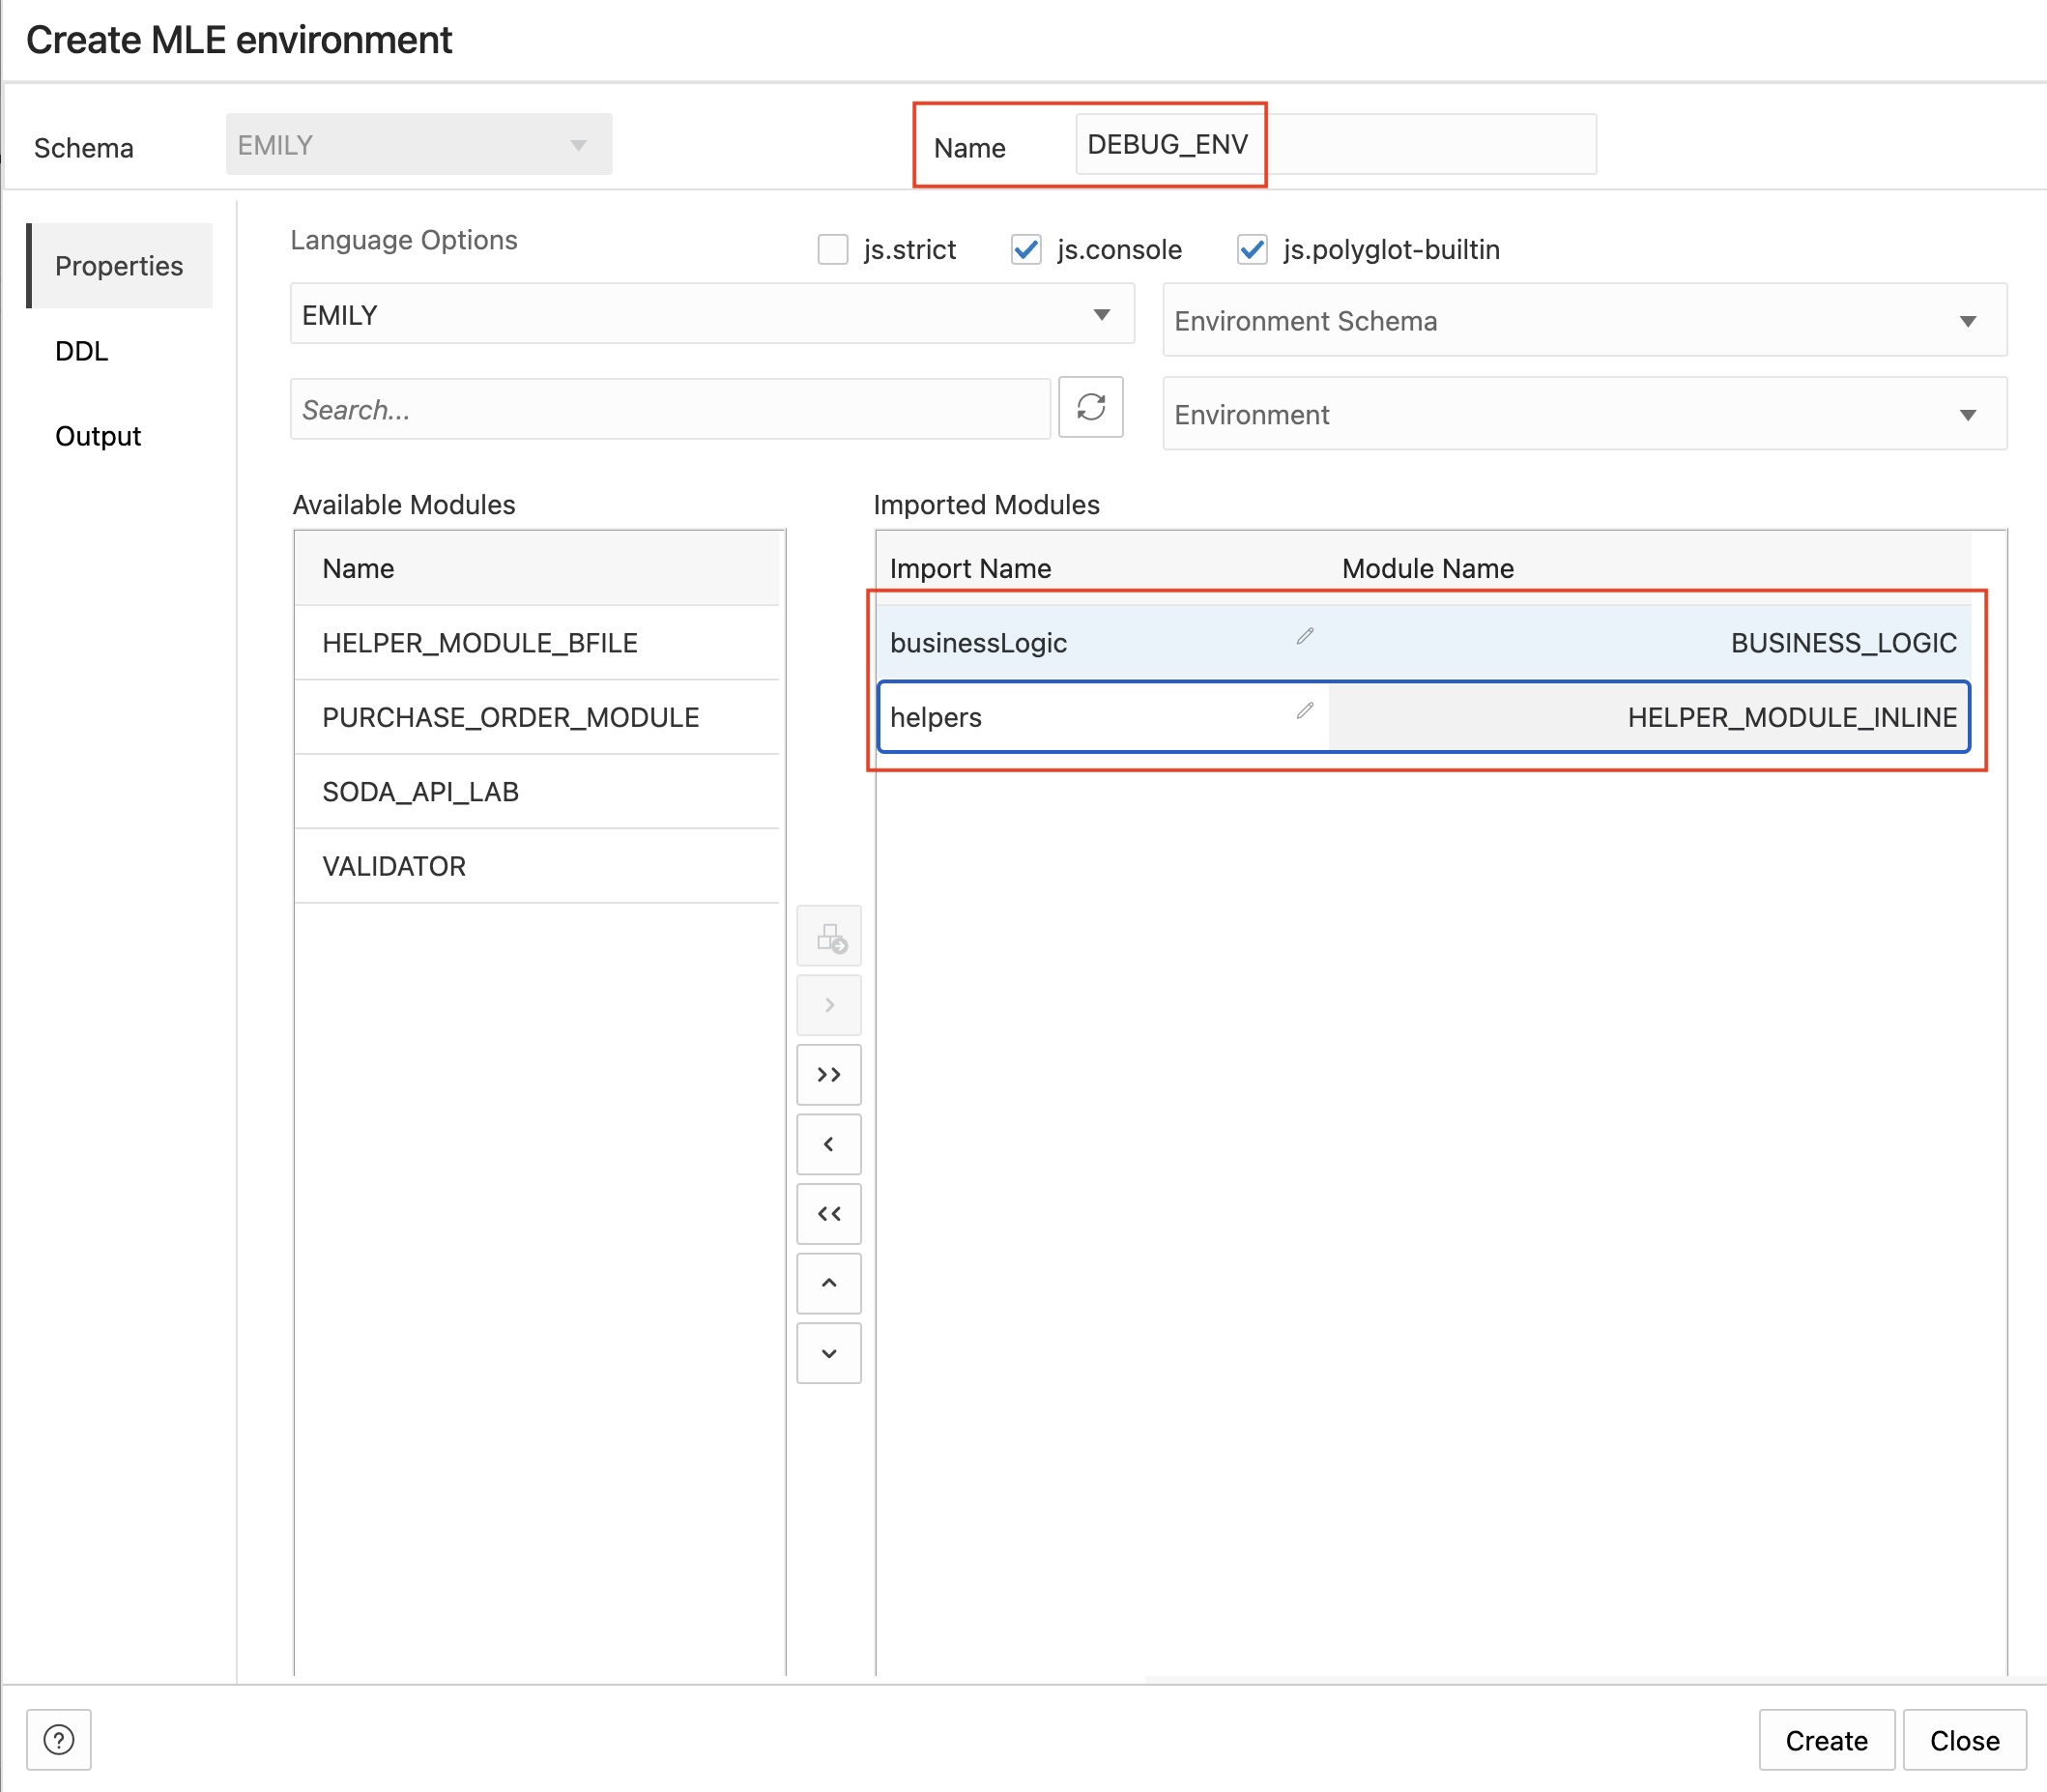 Create MLE environment
Schema
EMILY
Name
DEBUG_ENV
Properties
DDL
Output
Language Options
js.strict
js.console
js.polyglot-builtin
EMILY
Environment Schema
Search...
Environment
Available Modules
Imported Modules
Name
Import Name
Module Name
HELPER_MODULE_BFILE
PURCHASE_ORDER_MODULE
SODA_API_LAB
VALIDATOR
businessLogic
BUSINESS_LOGIC
helpers
HELPER_MODULE_INLINE
Create
Close